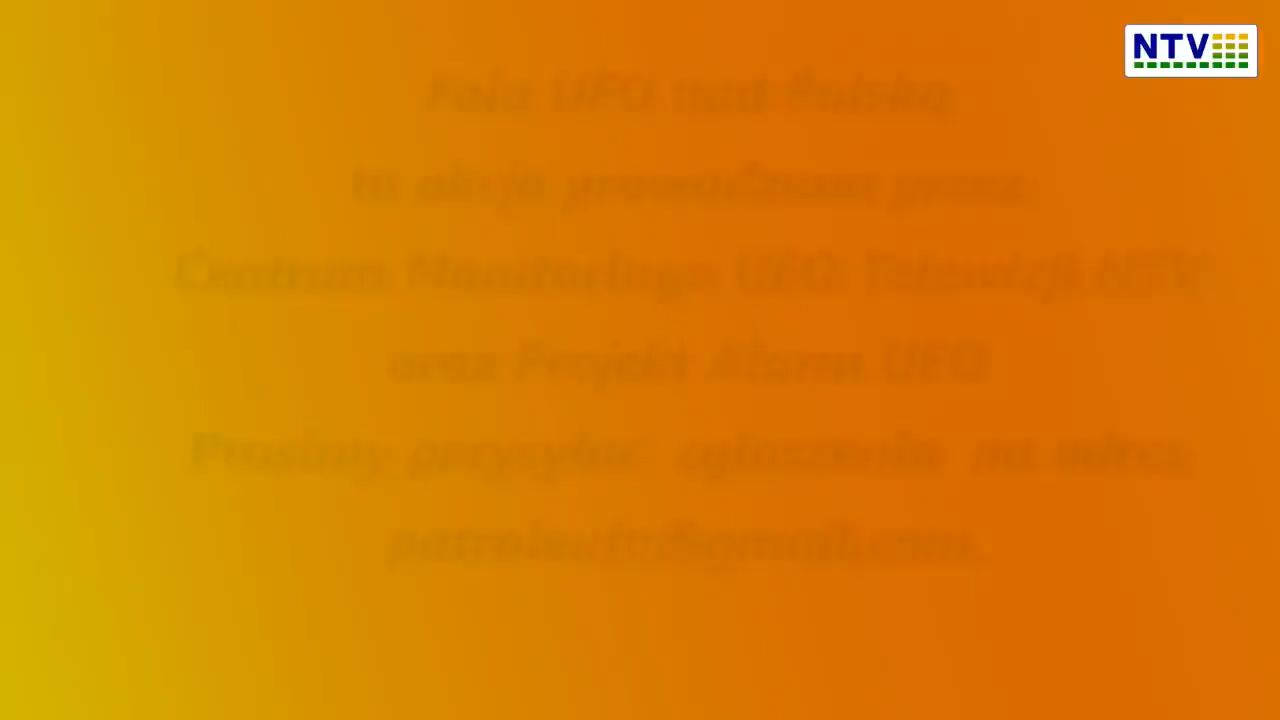 NTV
Fala UFO nad Polską
to akcja prowadzona przez
Centrum Monitoringu UFO Telewizji NTV
oraz Projekt Alarm UFO
Prosimy przysyłać zgłoszenia na adres